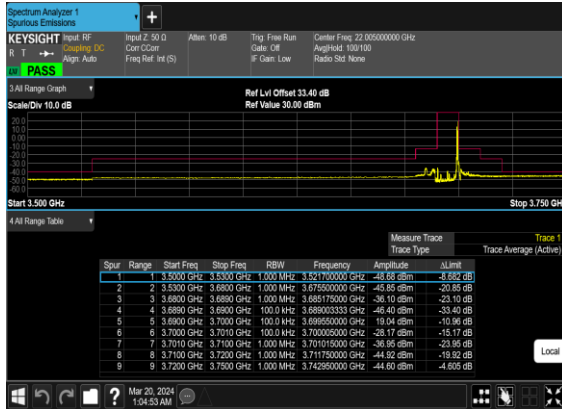 Spectrum Analyzer 1
Spurious Emissions
KEYSIGHT
R T
LXI PASS
Input: RF
Coupling: DC
Align: Auto
Input Z: 50 Ω
Corr CCorr
Freq Ref: Int (S)
Atten: 10 dB
Trig: Free Run
Gate: Off
IF Gain: Low
Center Freq: 22.005000000 GHz
Avg|Hold: 100/100
Radio Std: None
3 All Range Graph
Scale/Div 10.0 dB
Ref Lvl Offset 33.40 dB
Ref Value 30.00 dBm
20.0
10.0
0.00
-10.0
-20.0
-30.0
-40.0
-50.0
-60.0
Start 3.500 GHz
Stop 3.750 GH
4 All Range Table
Measure Trace Trace 1
Trace Type Trace Average (Active)
Spur Range Start Freq Stop Freq RBW Frequency Amplitude ΔLimit
1 1 3.5000 GHz 3.5300 GHz 1.000 MHz 3.521700000 GHz -48.68 dBm -8.682 dB
2 2 3.5300 GHz 3.6800 GHz 1.000 MHz 3.675500000 GHz -45.85 dBm -20.85 dB
3 3 3.6800 GHz 3.6890 GHz 1.000 MHz 3.685175000 GHz -36.10 dBm -23.10 dB
4 4 3.6890 GHz 3.6900 GHz 100.0 kHz 3.689003333 GHz -46.40 dBm -33.40 dB
5 5 3.6900 GHz 3.7000 GHz 100.0 kHz 3.699550000 GHz 19.04 dBm -10.96 dB
6 6 3.7000 GHz 3.7010 GHz 100.0 kHz 3.700005000 GHz -28.17 dBm -15.17 dB
7 7 3.7010 GHz 3.7100 GHz 1.000 MHz 3.701015000 GHz -36.95 dBm -23.95 dB
8 8 3.7100 GHz 3.7200 GHz 1.000 MHz 3.711750000 GHz -44.92 dBm -19.92 dB
9 9 3.7200 GHz 3.7500 GHz 1.000 MHz 3.742950000 GHz -44.60 dBm -4.605 dB
Local
Mar 20, 2024
1:04:53 AM